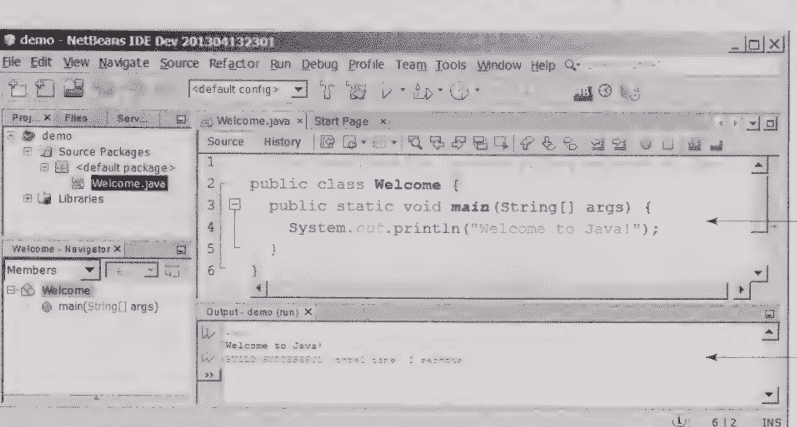 demo - NetBeans IDE Dev 201304132301
File Edit View Navigate Source Refactor Run Debug Profile Team Tools Window Help
<default config>
Proj... × Files Serv...
demo
Source Packages
<default package>
Welcome.java
Libraries
Welcome - Navigator ×
Members
Welcome
main(String[] args)
Welcome.java × Start Page ×
Source History
1
2 public class Welcome {
3 public static void main(String[] args) {
4 System.out.println("Welcome to Java!");
5 }
6 }
Output - demo (run) ×
Welcome to Java!
BUILD SUCCESSFUL total time
6|2 INS